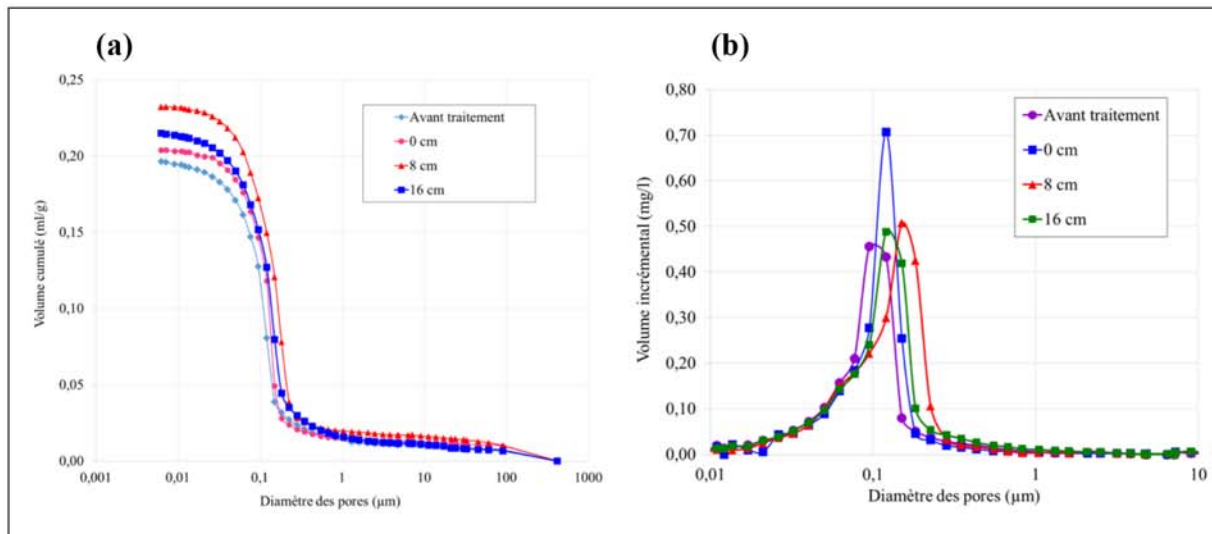 (a)
0,25
0,20
0,15
0,10
0,05
0,00
0,001
0,01
0,1
1
10
100
1000
Volume cumulé (ml/g)
Diamètre des pores (µm)
Avant traitement
0 cm
8 cm
16 cm
(b)
0,80
0,70
0,60
0,50
0,40
0,30
0,20
0,10
0,00
0,01
0,1
1
10
Volume incrémental (mg/l)
Diamètre des pores (µm)
Avant traitement
0 cm
8 cm
16 cm